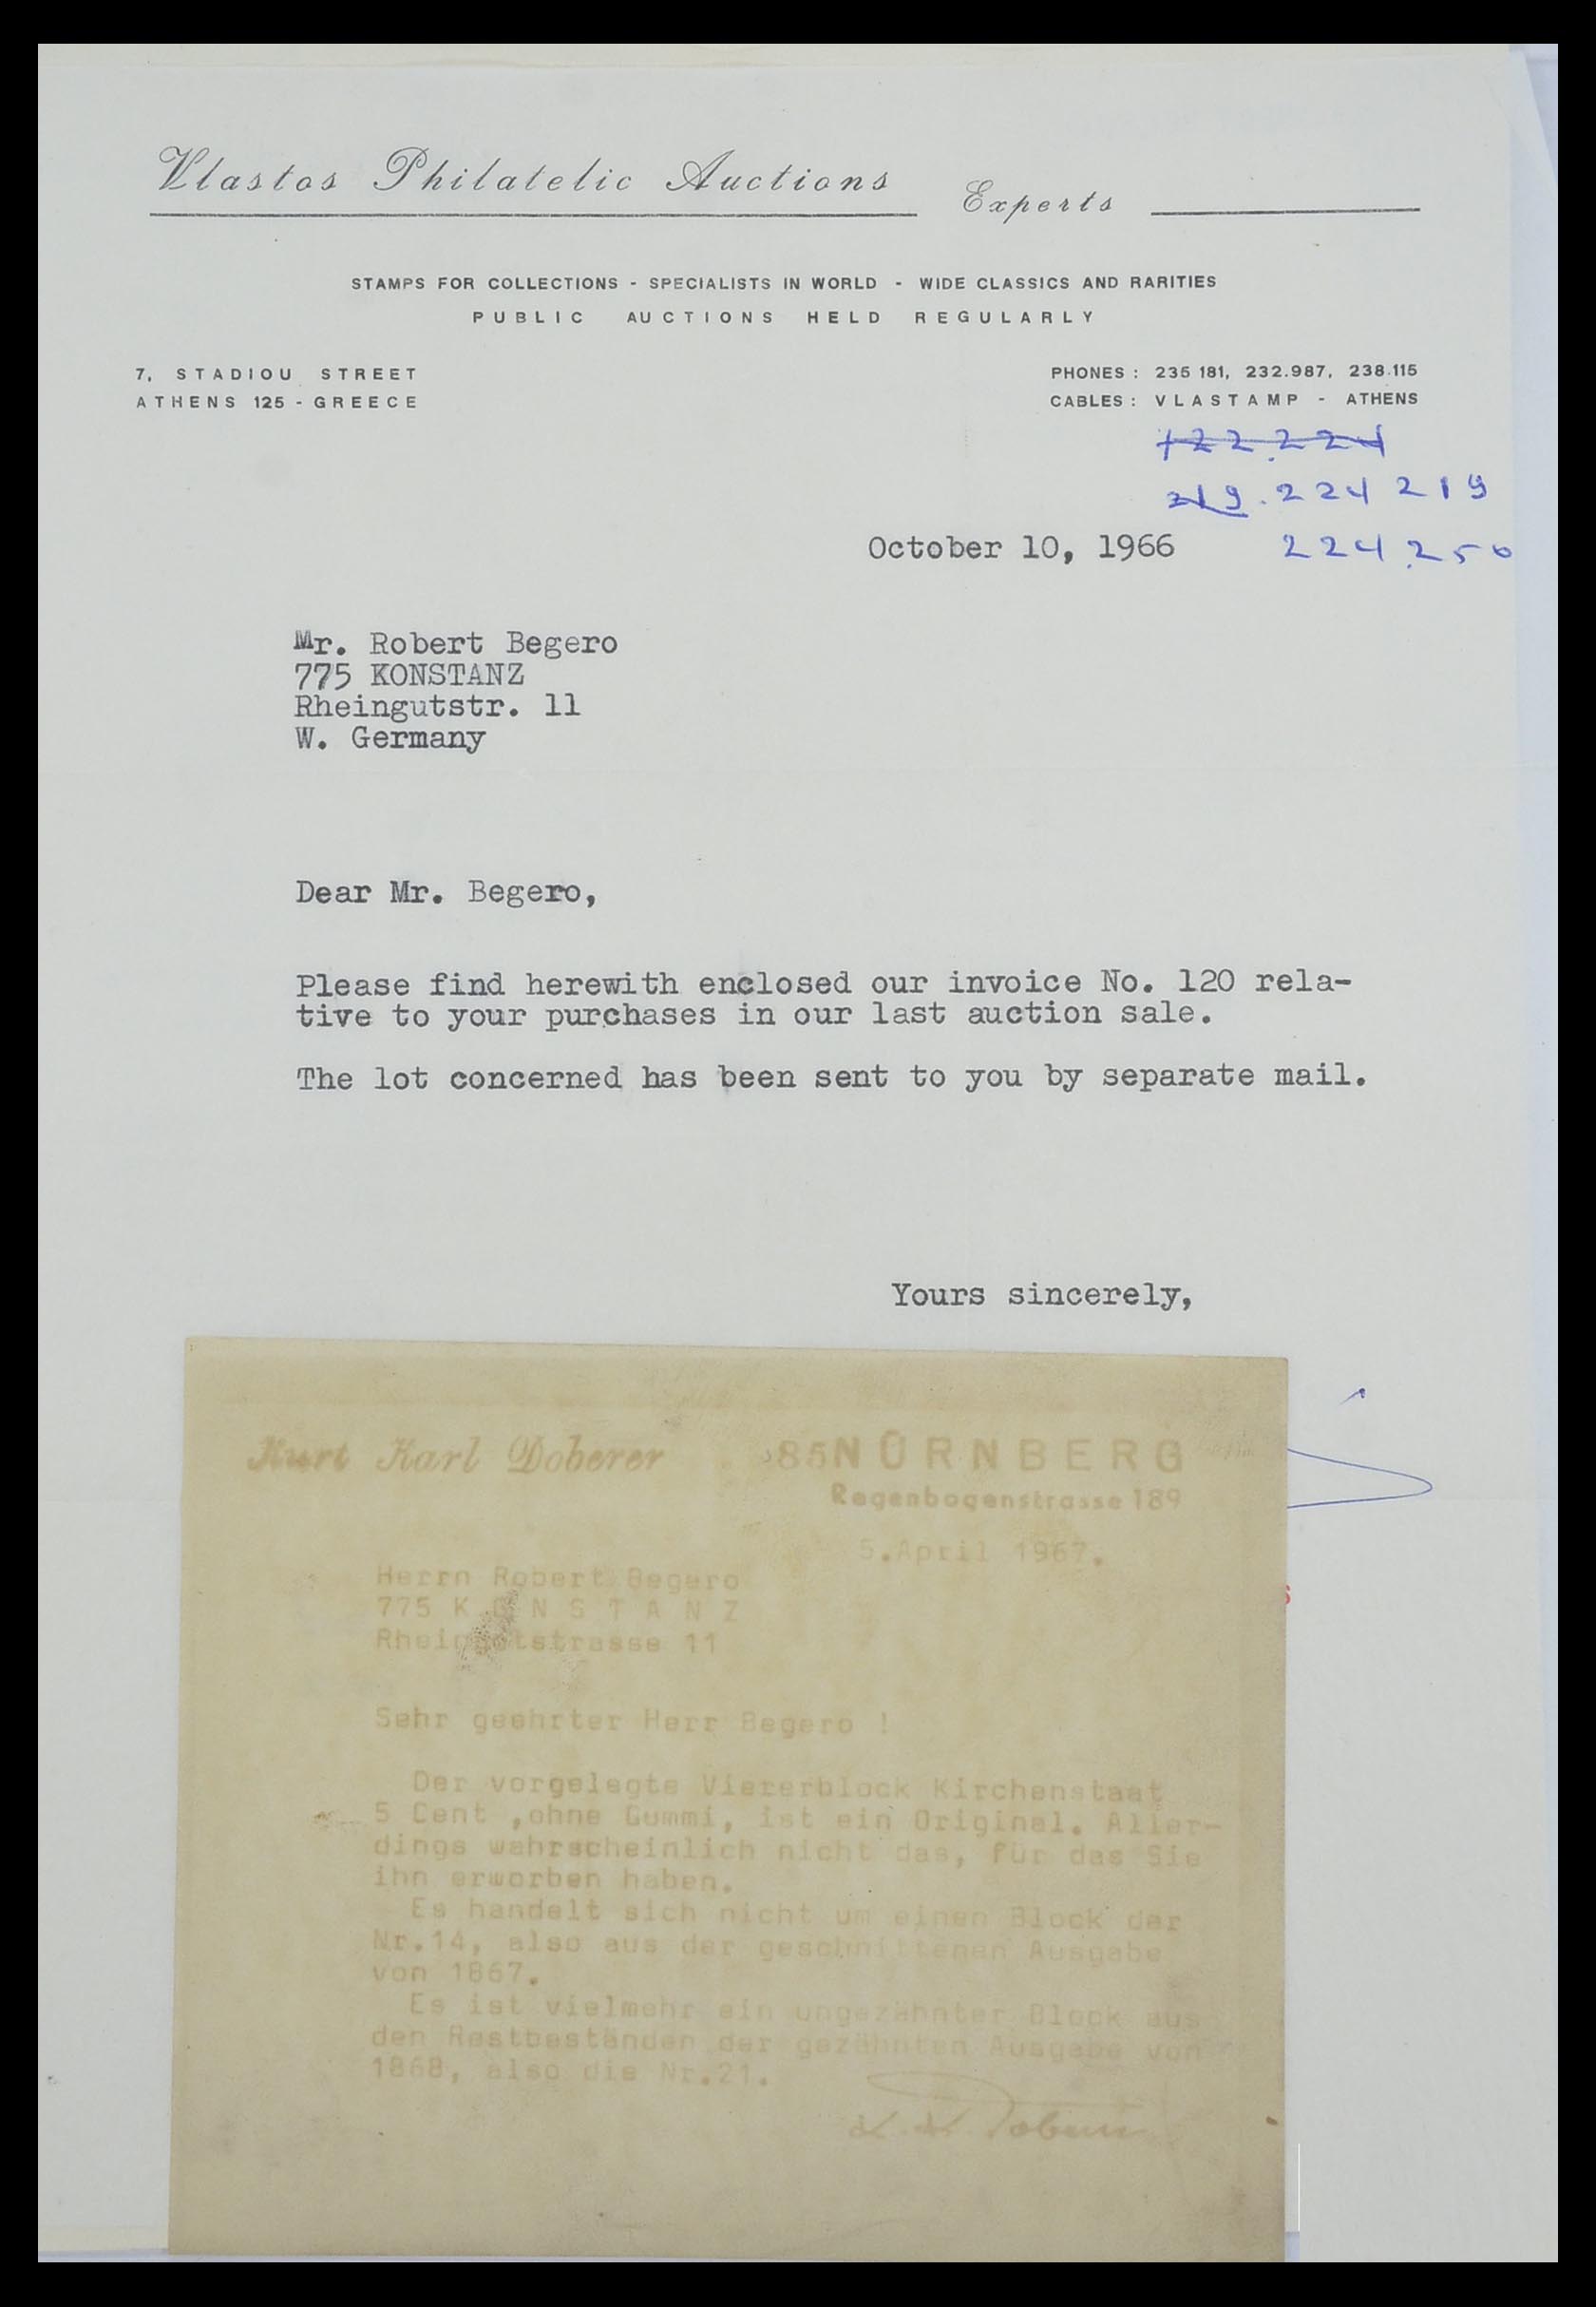 Vlastos Philatelic Auctions Experts
STAMPS FOR COLLECTIONS - SPECIALISTS IN WORLD - WIDE CLASSICS AND RARITIES
PUBLIC AUCTIONS HELD REGULARLY
7, STADIOU STREET
ATHENS 125 - GREECE
PHONES : 235 181, 232.987, 238.115
CABLES : VLASTAMP - ATHENS
219.224 219
October 10, 1966 224.250
Mr. Robert Begero
775 KONSTANZ
Rheingutstr. 11
W. Germany
Dear Mr. Begero,
Please find herewith enclosed our invoice No. 120 rela-
tive to your purchases in our last auction sale.
The lot concerned has been sent to you by separate mail.
Yours sincerely,
Kurt Karl Doberer 85 NÜRNBERG
Regenbogenstrasse 189
5.April 1967.
Herrn Robert Begero
775 K O N S T A N Z
Rheingutstrasse 11
Sehr geehrter Herr Begero !
Der vorgelegte Viererblock Kirchenstaat
5 Cent ,ohne Gummi, ist ein Original. Aller-
dings wahrscheinlich nicht das, für das Sie
ihn erworben haben.
Es handelt sich nicht um einen Block der
Nr.14, also aus der geschnittenen Ausgabe
von 1867.
Es ist vielmehr ein ungezähnter Block aus
den Restbeständen der gezähnten Ausgabe von
1868, also die Nr.21.